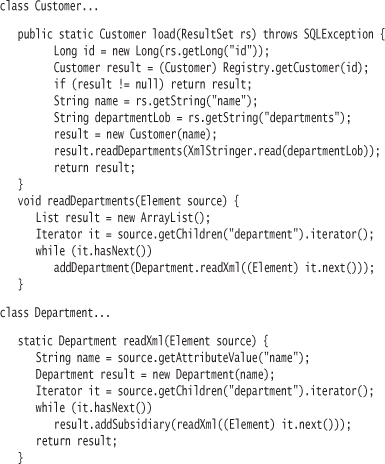 class Customer...
public static Customer load(ResultSet rs) throws SQLException {
Long id = new Long(rs.getLong("id"));
Customer result = (Customer) Registry.getCustomer(id);
if (result != null) return result;
String name = rs.getString("name");
String departmentLob = rs.getString("departments");
result = new Customer(name);
result.readDepartments(XmlStringer.read(departmentLob));
return result;
}
void readDepartments(Element source) {
List result = new ArrayList();
Iterator it = source.getChildren("department").iterator();
while (it.hasNext())
addDepartment(Department.readXml((Element) it.next()));
}
class Department...
static Department readXml(Element source) {
String name = source.getAttributeValue("name");
Department result = new Department(name);
Iterator it = source.getChildren("department").iterator();
while (it.hasNext())
result.addSubsidiary(readXml((Element) it.next()));
return result;
}